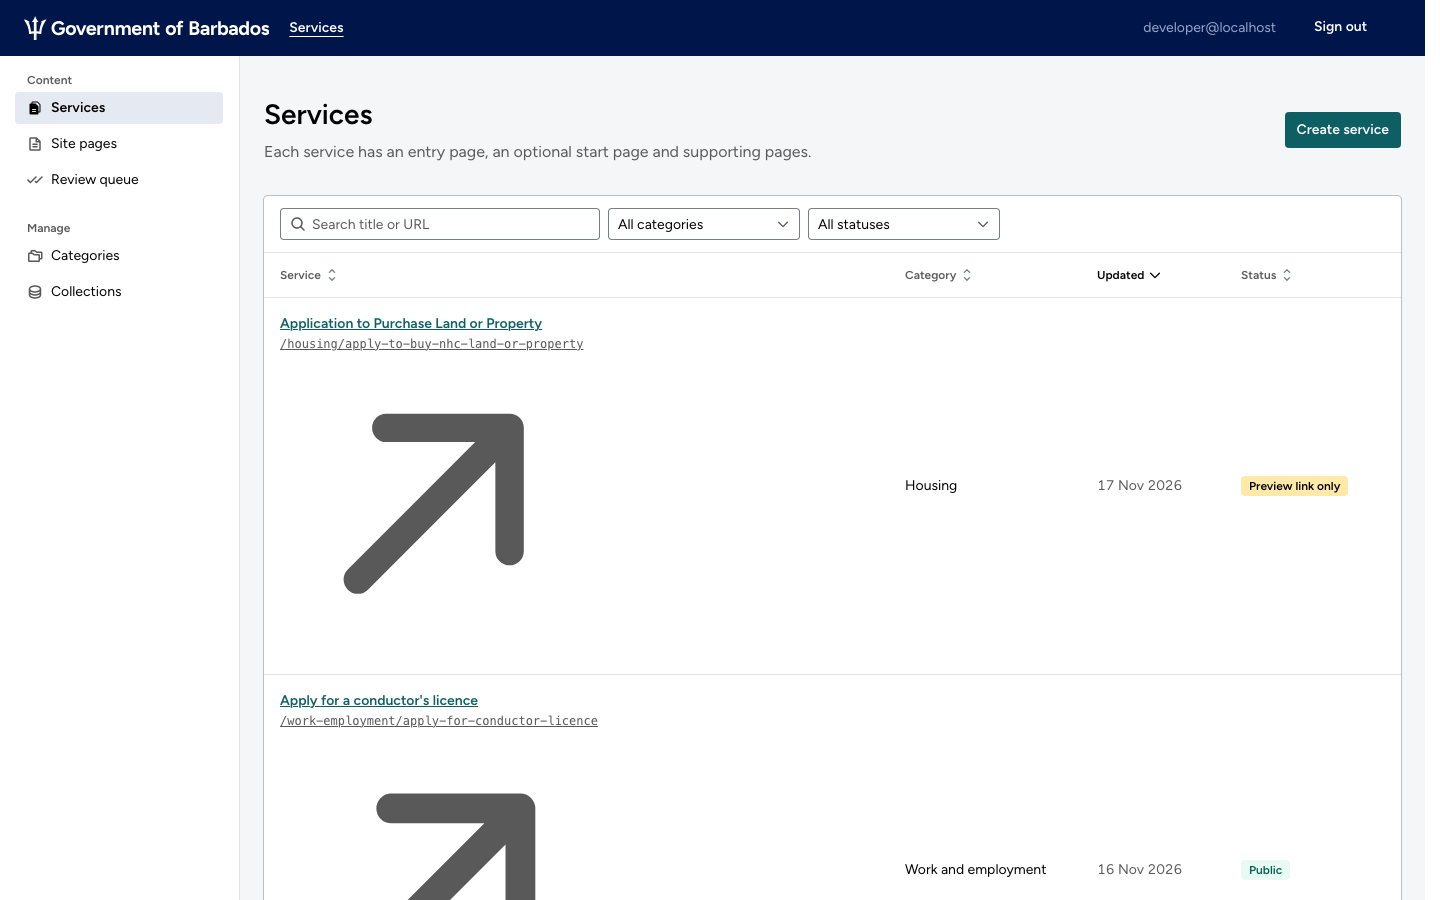 Government of Barbados
Services
developer@localhost
Sign out
Content
Services
Site pages
Review queue
Manage
Categories
Collections
Services
Each service has an entry page, an optional start page and supporting pages.
Create service
Search title or URL
All categories
All statuses
Service
Category
Updated
Status
Application to Purchase Land or Property
/housing/apply-to-buy-nhc-land-or-property
Housing
17 Nov 2026
Preview link only
Apply for a conductor's licence
/work-employment/apply-for-conductor-licence
Work and employment
16 Nov 2026
Public